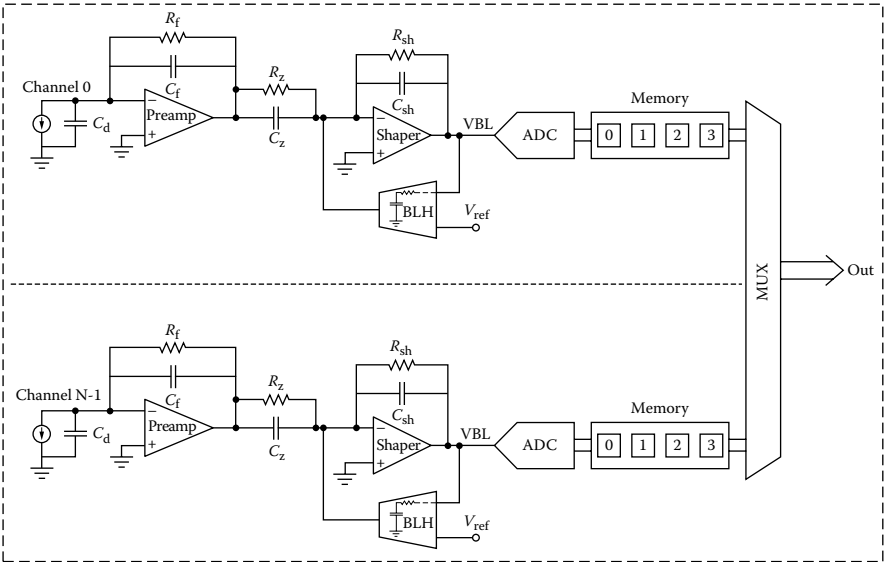 Rf
Cf
Channel 0
Cd
−
Preamp
+
Rz
Cz
Rsh
Csh
−
Shaper
+
VBL
ADC
Memory
0 1 2 3
BLH
Vref
MUX
Out
Rf
Cf
Channel N-1
Cd
−
Preamp
+
Rz
Cz
Rsh
Csh
−
Shaper
+
VBL
ADC
Memory
0 1 2 3
BLH
Vref